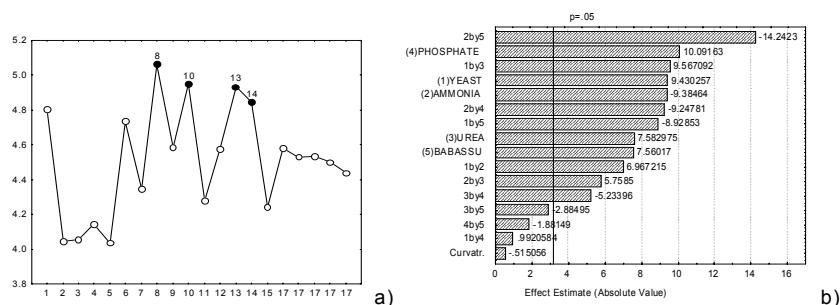 5.2
5.0
4.8
4.6
4.4
4.2
4.0
3.8
8
10
13
14
1 2 3 4 5 6 7 8 9 10 11 12 13 14 15 17 17 17 17 17
a)
p=.05
2by5 -14.2423
(4)PHOSPHATE 10.09163
1by3 9.567092
(1)YEAST 9.430257
(2)AMMONIA -9.38464
2by4 -9.24781
1by5 -8.92853
(3)UREA 7.582975
(5)BABASSU 7.56017
1by2 6.967215
2by3 5.7585
3by4 -5.23396
3by5 -2.88495
4by5 -1.88149
1by4 .9920584
Curvatr. -.515056
0 2 4 6 8 10 12 14 16
Effect Estimate (Absolute Value)
b)